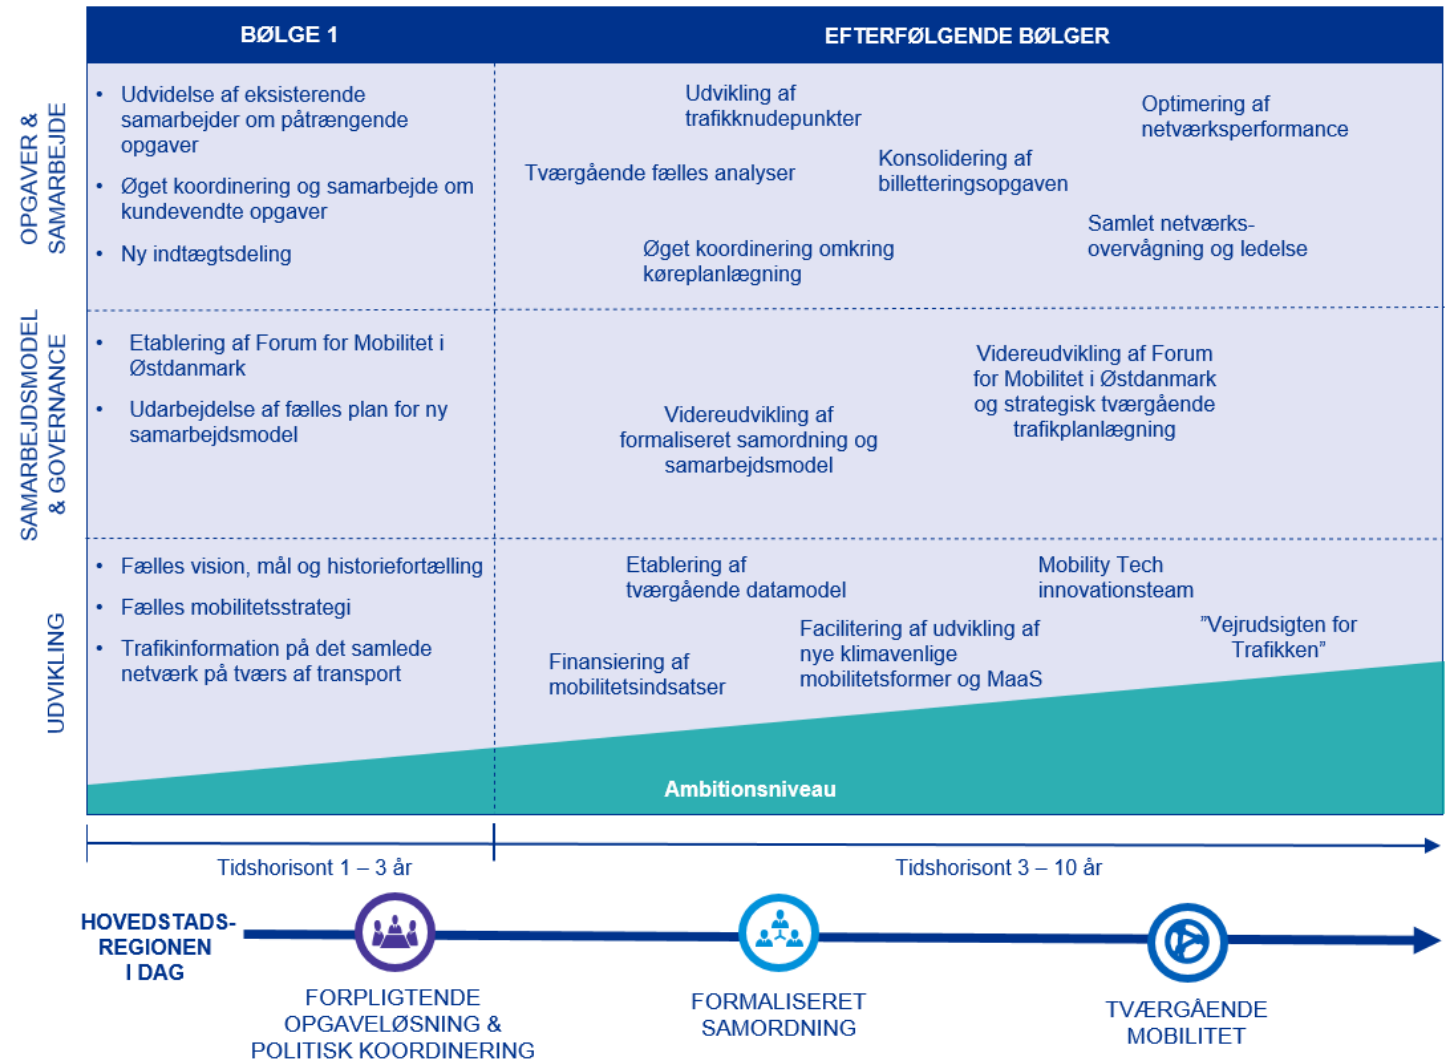 BØLGE 1
EFTERFØLGENDE BØLGER
OPGAVER &
SAMARBEJDE
• Udvidelse af eksisterende
samarbejder om påtrængende
opgaver
• Øget koordinering og samarbejde om
kundevendte opgaver
• Ny indtægtsdeling
Udvikling af
trafikknudepunkter
Optimering af
netværksperformance
Tværgående fælles analyser
Konsolidering af
billetteringsopgaven
Øget koordinering omkring
køreplanlægning
Samlet netværks-
overvågning og ledelse
SAMARBEJDSMODEL
& GOVERNANCE
• Etablering af Forum for Mobilitet i
Østdanmark
• Udarbejdelse af fælles plan for ny
samarbejdsmodel
Videreudvikling af
formaliseret samordning og
samarbejdsmodel
Videreudvikling af Forum
for Mobilitet i Østdanmark
og strategisk tværgående
trafikplanlægning
UDVIKLING
• Fælles vision, mål og historiefortælling
• Fælles mobilitetsstrategi
• Trafikinformation på det samlede
netværk på tværs af transport
Etablering af
tværgående datamodel
Mobility Tech
innovationsteam
Finansiering af
mobilitetsindsatser
Facilitering af udvikling af
nye klimavenlige
mobilitetsformer og MaaS
”Vejrudsigten for
Trafikken”
Ambitionsniveau
Tidshorisont 1 – 3 år
Tidshorisont 3 – 10 år
HOVEDSTADS-
REGIONEN
I DAG
FORPLIGTENDE
OPGAVELØSNING &
POLITISK KOORDINERING
FORMALISERET
SAMORDNING
TVÆRGÅENDE
MOBILITET